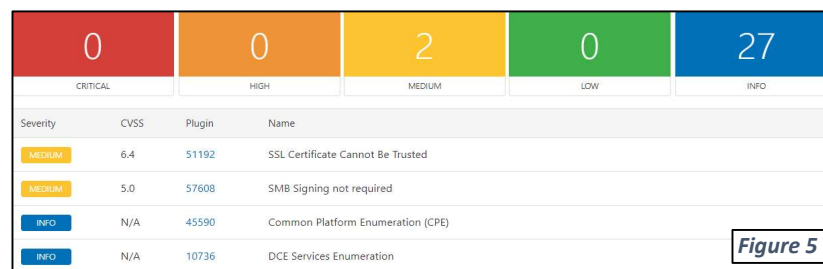 0 0 2 0 27
CRITICAL HIGH MEDIUM LOW INFO
Severity CVSS Plugin Name
MEDIUM 6.4 51192 SSL Certificate Cannot Be Trusted
MEDIUM 5.0 57608 SMB Signing not required
INFO N/A 45590 Common Platform Enumeration (CPE)
INFO N/A 10736 DCE Services Enumeration
Figure 5